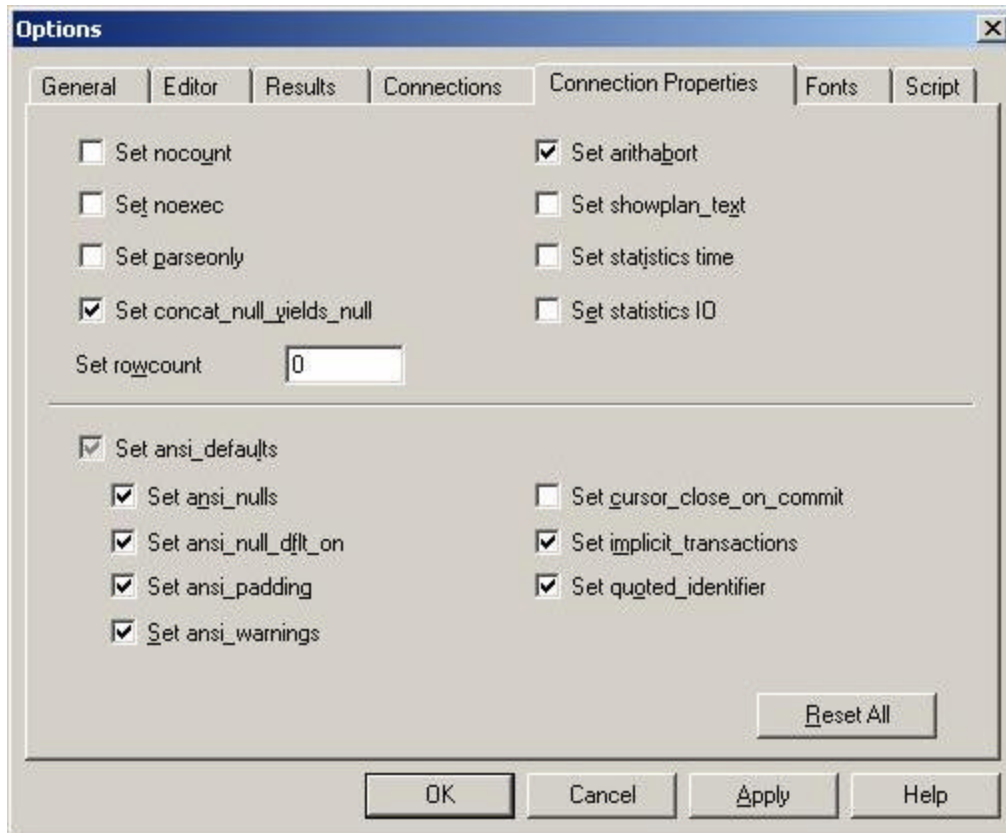 Options
General
Editor
Results
Connections
Connection Properties
Fonts
Script
Set nocount
Set arithabort
Set noexec
Set showplan_text
Set parseonly
Set statistics time
Set concat_null_yields_null
Set statistics IO
Set rowcount
0
Set ansi_defaults
Set ansi_nulls
Set cursor_close_on_commit
Set ansi_null_dflt_on
Set implicit_transactions
Set ansi_padding
Set quoted_identifier
Set ansi_warnings
Reset All
OK
Cancel
Apply
Help